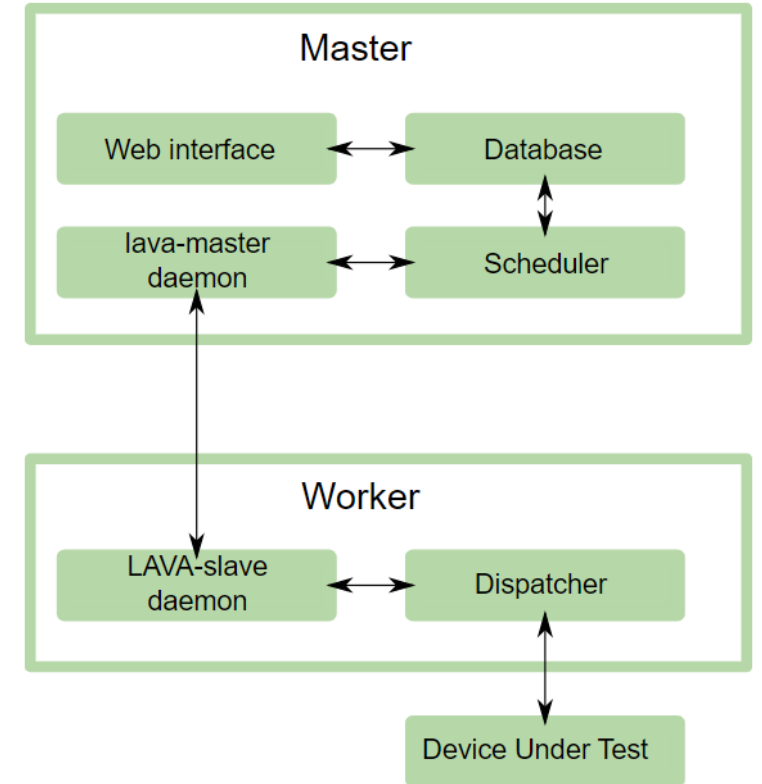 Master
Web interface
Database
lava-master
daemon
Scheduler
Worker
LAVA-slave
daemon
Dispatcher
Device Under Test